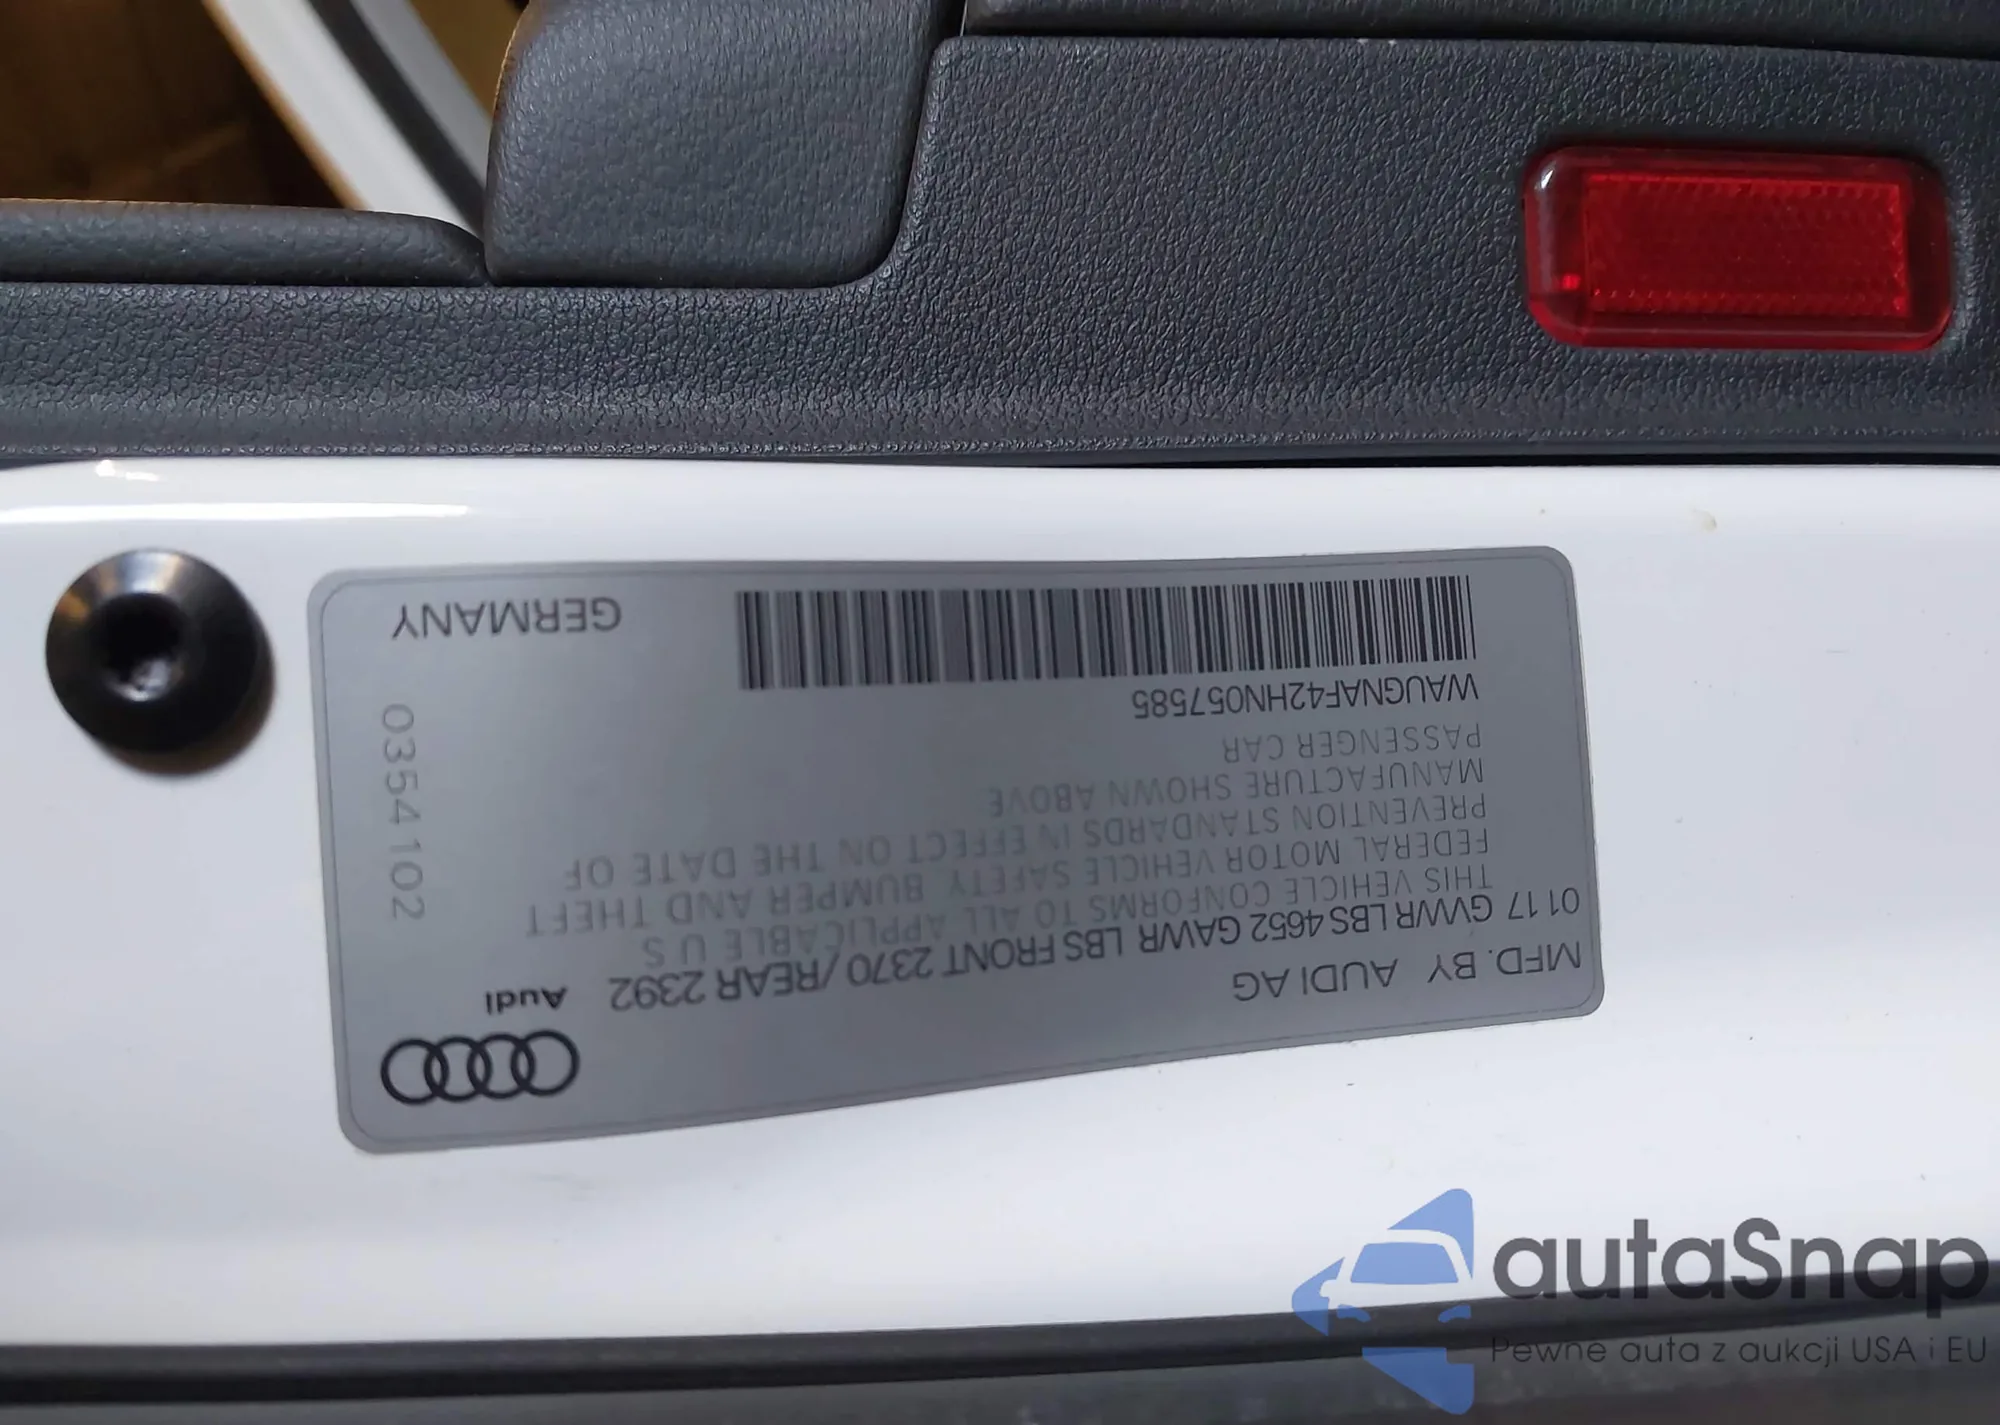 Audi
MFD. BY AUDI AG
0117 GVWR LBS 4652 GAWR LBS FRONT 2370 / REAR 2392
THIS VEHICLE CONFORMS TO ALL APPLICABLE U S
FEDERAL MOTOR VEHICLE SAFETY, BUMPER AND THEFT
PREVENTION STANDARDS IN EFFECT ON THE DATE OF
MANUFACTURE SHOWN ABOVE
PASSENGER CAR
WAUGNAF42HN057585
GERMANY
0354102
autaSnap
Pewne auta z aukcji USA i EU